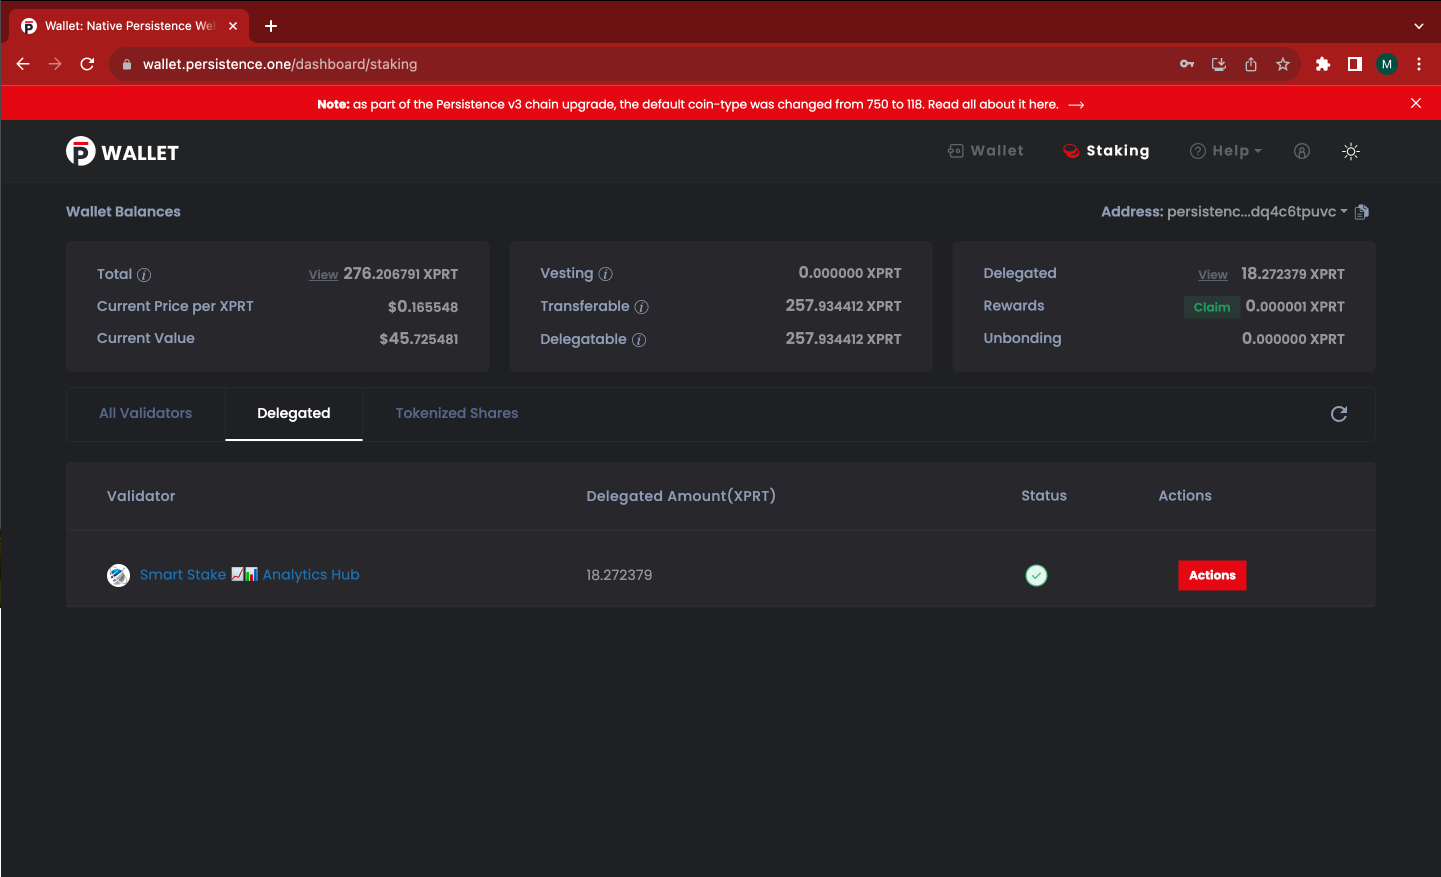 Wallet: Native Persistence We
wallet.persistence.one/dashboard/staking
M
Note: as part of the Persistence v3 chain upgrade, the default coin-type was changed from 750 to 118. Read all about it here.
WALLET
Wallet
Staking
Help
Wallet Balances
Address: persistenc...dq4c6tpuvc
Total View 276.206791 XPRT
Current Price per XPRT $0.165548
Current Value $45.725481
Vesting 0.000000 XPRT
Transferable 257.934412 XPRT
Delegatable 257.934412 XPRT
Delegated View 18.272379 XPRT
Rewards Claim 0.000001 XPRT
Unbonding 0.000000 XPRT
All Validators Delegated Tokenized Shares
Validator Delegated Amount(XPRT) Status Actions
Smart Stake 📈📊 Analytics Hub 18.272379 Actions